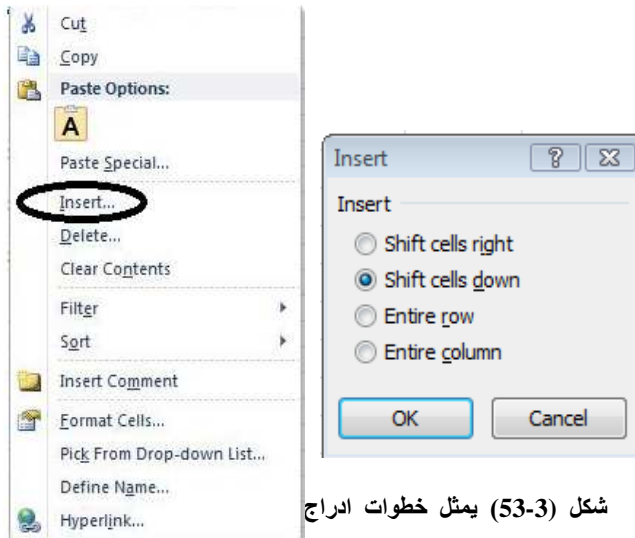 Cut
Copy
Paste Options:
A
Paste Special...
Insert...
Delete...
Clear Contents
Filter
Sort
Insert Comment
Format Cells...
Pick From Drop-down List...
Define Name...
Hyperlink...
Insert
Insert
Shift cells right
Shift cells down
Entire row
Entire column
OK
Cancel
شكل (3-53) يمثل خطوات ادراج